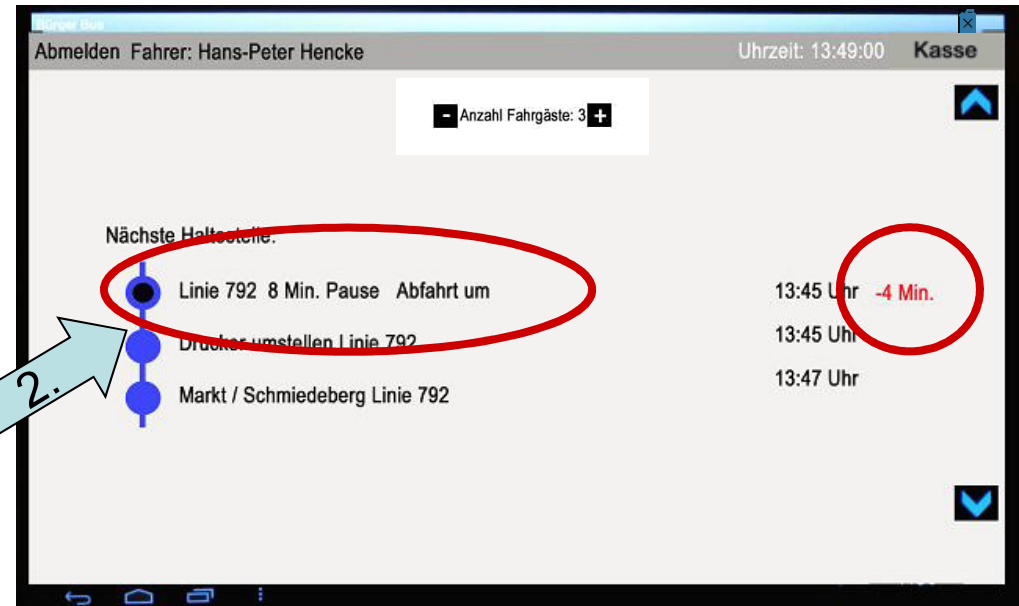 Bürger Bus
Abmelden Fahrer: Hans-Peter Hencke Uhrzeit: 13:49:00 Kasse
- Anzahl Fahrgäste: 3 +
Nächste Haltestelle:
Linie 792 8 Min. Pause Abfahrt um 13:45 Uhr -4 Min.
Drucker umstellen Linie 792 13:45 Uhr
Markt / Schmiedeberg Linie 792 13:47 Uhr
2.